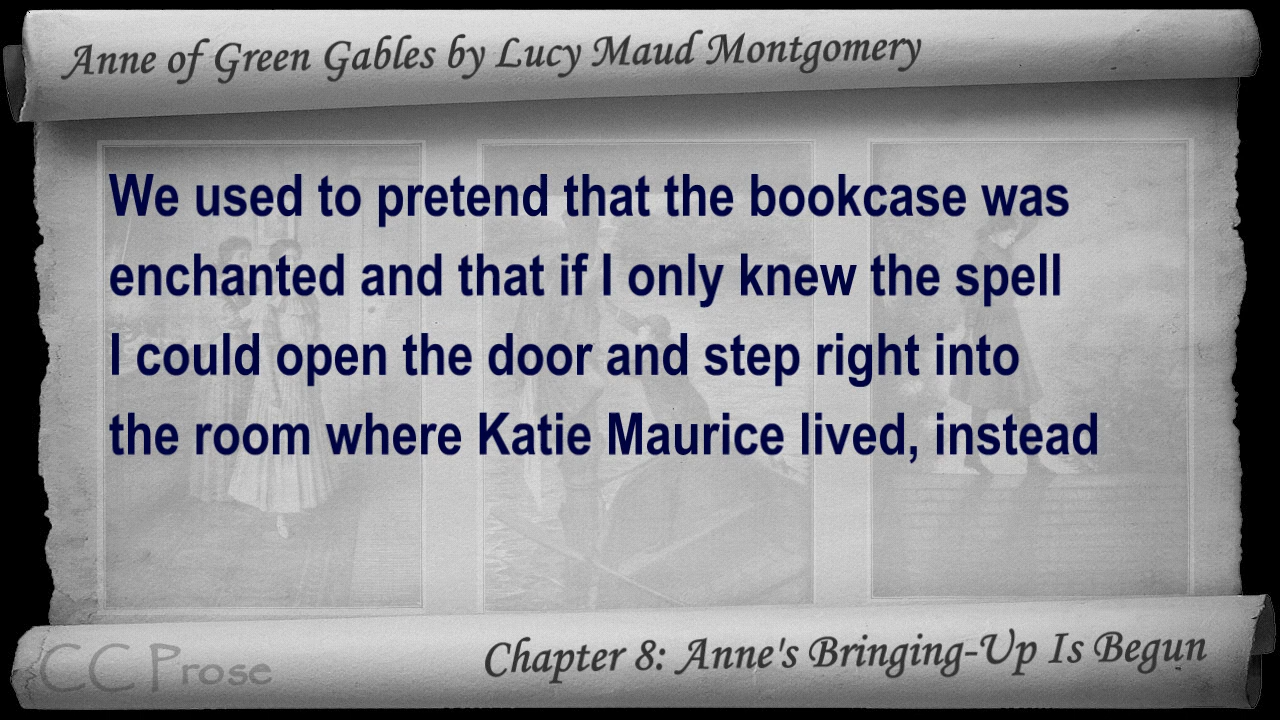 Anne of Green Gables by Lucy Maud Montgomery
We used to pretend that the bookcase was
enchanted and that if I only knew the spell
I could open the door and step right into
the room where Katie Maurice lived, instead
CC Prose
Chapter 8: Anne's Bringing-Up Is Begun